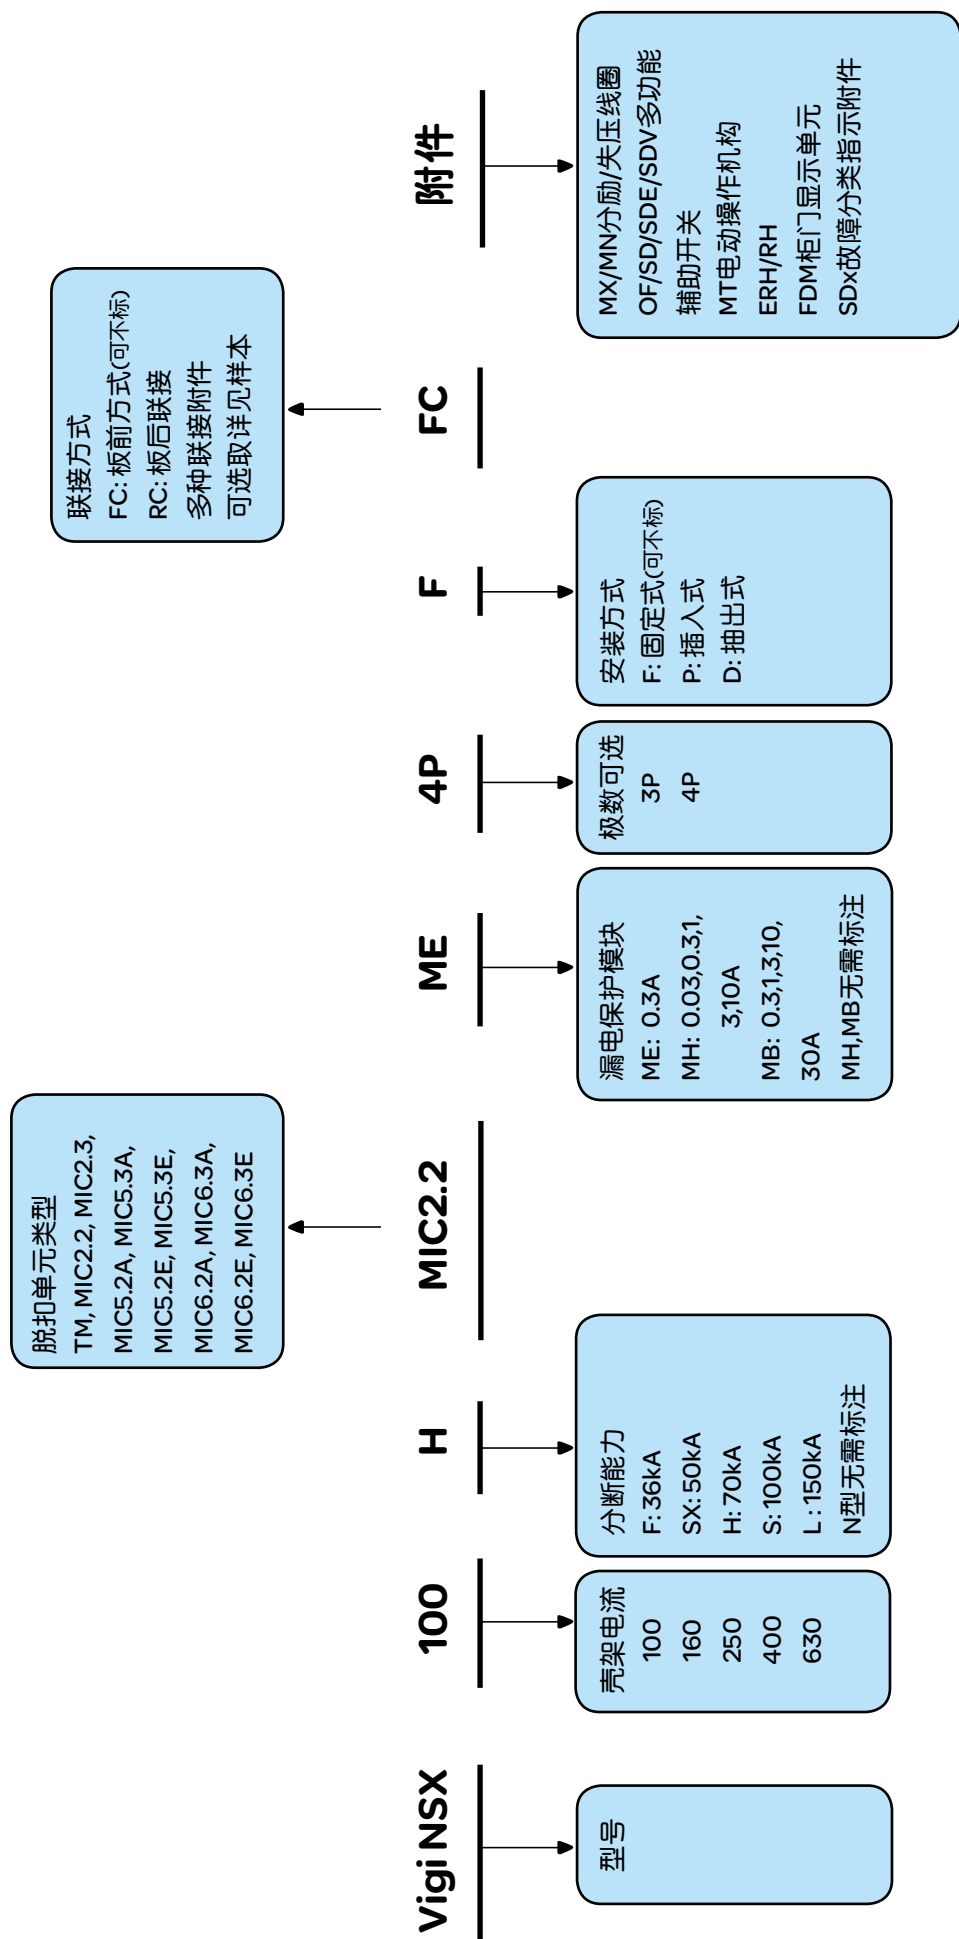 Vigi NSX
100
H
MIC2.2
ME
4P
F
FC
附件
型号
壳架电流
100
160
250
400
630
分断能力
F: 36kA
SX: 50kA
H: 70kA
S: 100kA
L : 150kA
N型无需标注
脱扣单元类型
TM, MIC2.2, MIC2.3,
MIC5.2A, MIC5.3A,
MIC5.2E, MIC5.3E,
MIC6.2A, MIC6.3A,
MIC6.2E, MIC6.3E
漏电保护模块
ME: 0.3A
MH: 0.03,0.3,1,
3,10A
MB: 0.3,1,3,10,
30A
MH,MB无需标注
极数可选
3P
4P
安装方式
F: 固定式(可不标)
P: 插入式
D: 抽出式
联接方式
FC: 板前方式(可不标)
RC: 板后联接
多种联接附件
可选取详见样本
MX/MN分励/失压线圈
OF/SD/SDE/SDV多功能
辅助开关
MT电动操作机构
ERH/RH
FDM柜门显示单元
SDx故障分类指示附件